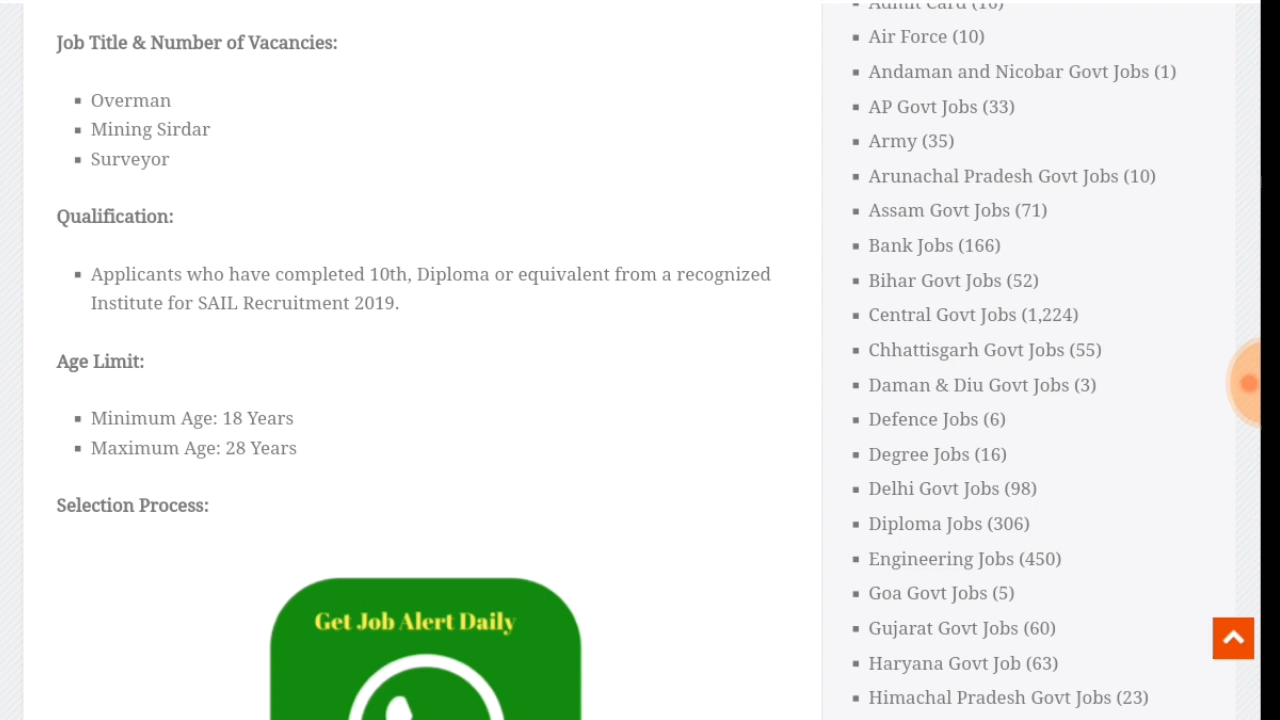 Job Title & Number of Vacancies:
Overman
Mining Sirdar
Surveyor
Qualification:
Applicants who have completed 10th, Diploma or equivalent from a recognized
Institute for SAIL Recruitment 2019.
Age Limit:
Minimum Age: 18 Years
Maximum Age: 28 Years
Selection Process:
Get Job Alert Daily
Admit Card (16)
Air Force (10)
Andaman and Nicobar Govt Jobs (1)
AP Govt Jobs (33)
Army (35)
Arunachal Pradesh Govt Jobs (10)
Assam Govt Jobs (71)
Bank Jobs (166)
Bihar Govt Jobs (52)
Central Govt Jobs (1,224)
Chhattisgarh Govt Jobs (55)
Daman & Diu Govt Jobs (3)
Defence Jobs (6)
Degree Jobs (16)
Delhi Govt Jobs (98)
Diploma Jobs (306)
Engineering Jobs (450)
Goa Govt Jobs (5)
Gujarat Govt Jobs (60)
Haryana Govt Job (63)
Himachal Pradesh Govt Jobs (23)